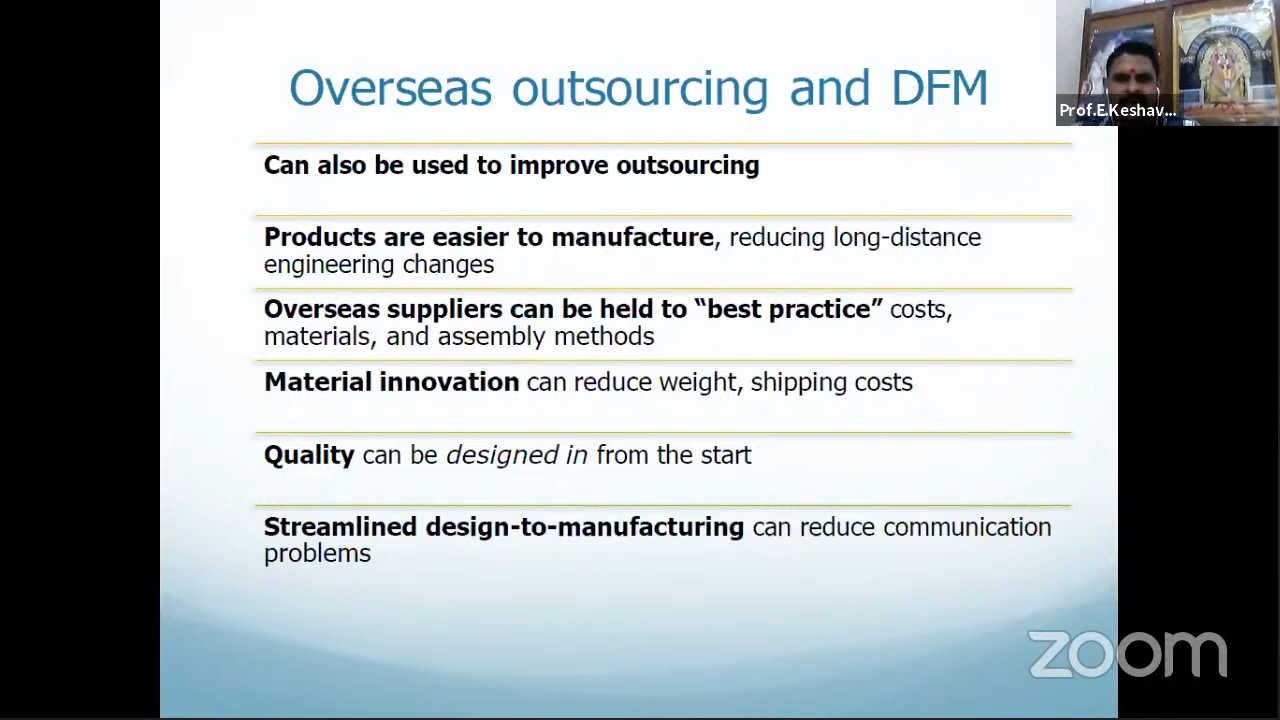 Overseas outsourcing and DFM
Prof.E.Keshav...
Can also be used to improve outsourcing
Products are easier to manufacture, reducing long-distance
engineering changes
Overseas suppliers can be held to “best practice” costs,
materials, and assembly methods
Material innovation can reduce weight, shipping costs
Quality can be designed in from the start
Streamlined design-to-manufacturing can reduce communication
problems
zoom